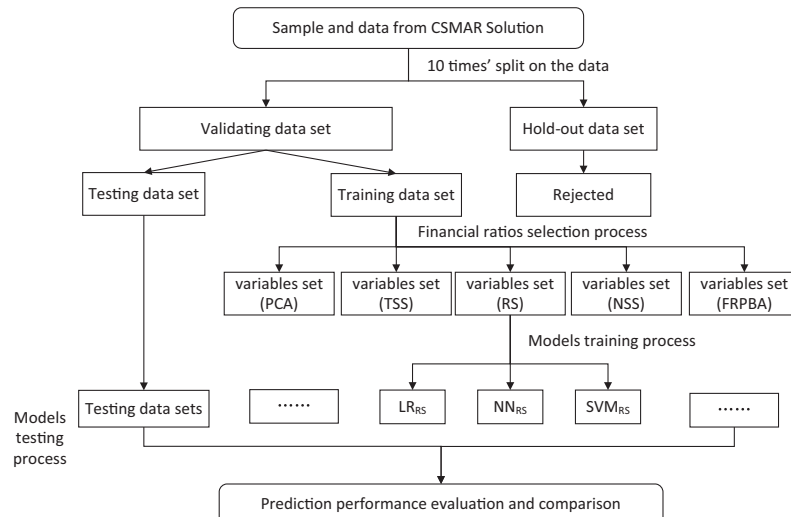 Sample and data from CSMAR Solution
10 times' split on the data
Validating data set
Hold-out data set
Testing data set
Training data set
Rejected
Financial ratios selection process
variables set
(PCA)
variables set
(TSS)
variables set
(RS)
variables set
(NSS)
variables set
(FRPBA)
Models training process
Testing data sets
......
LRRS
NNRS
SVMRS
......
Models
testing
process
Prediction performance evaluation and comparison